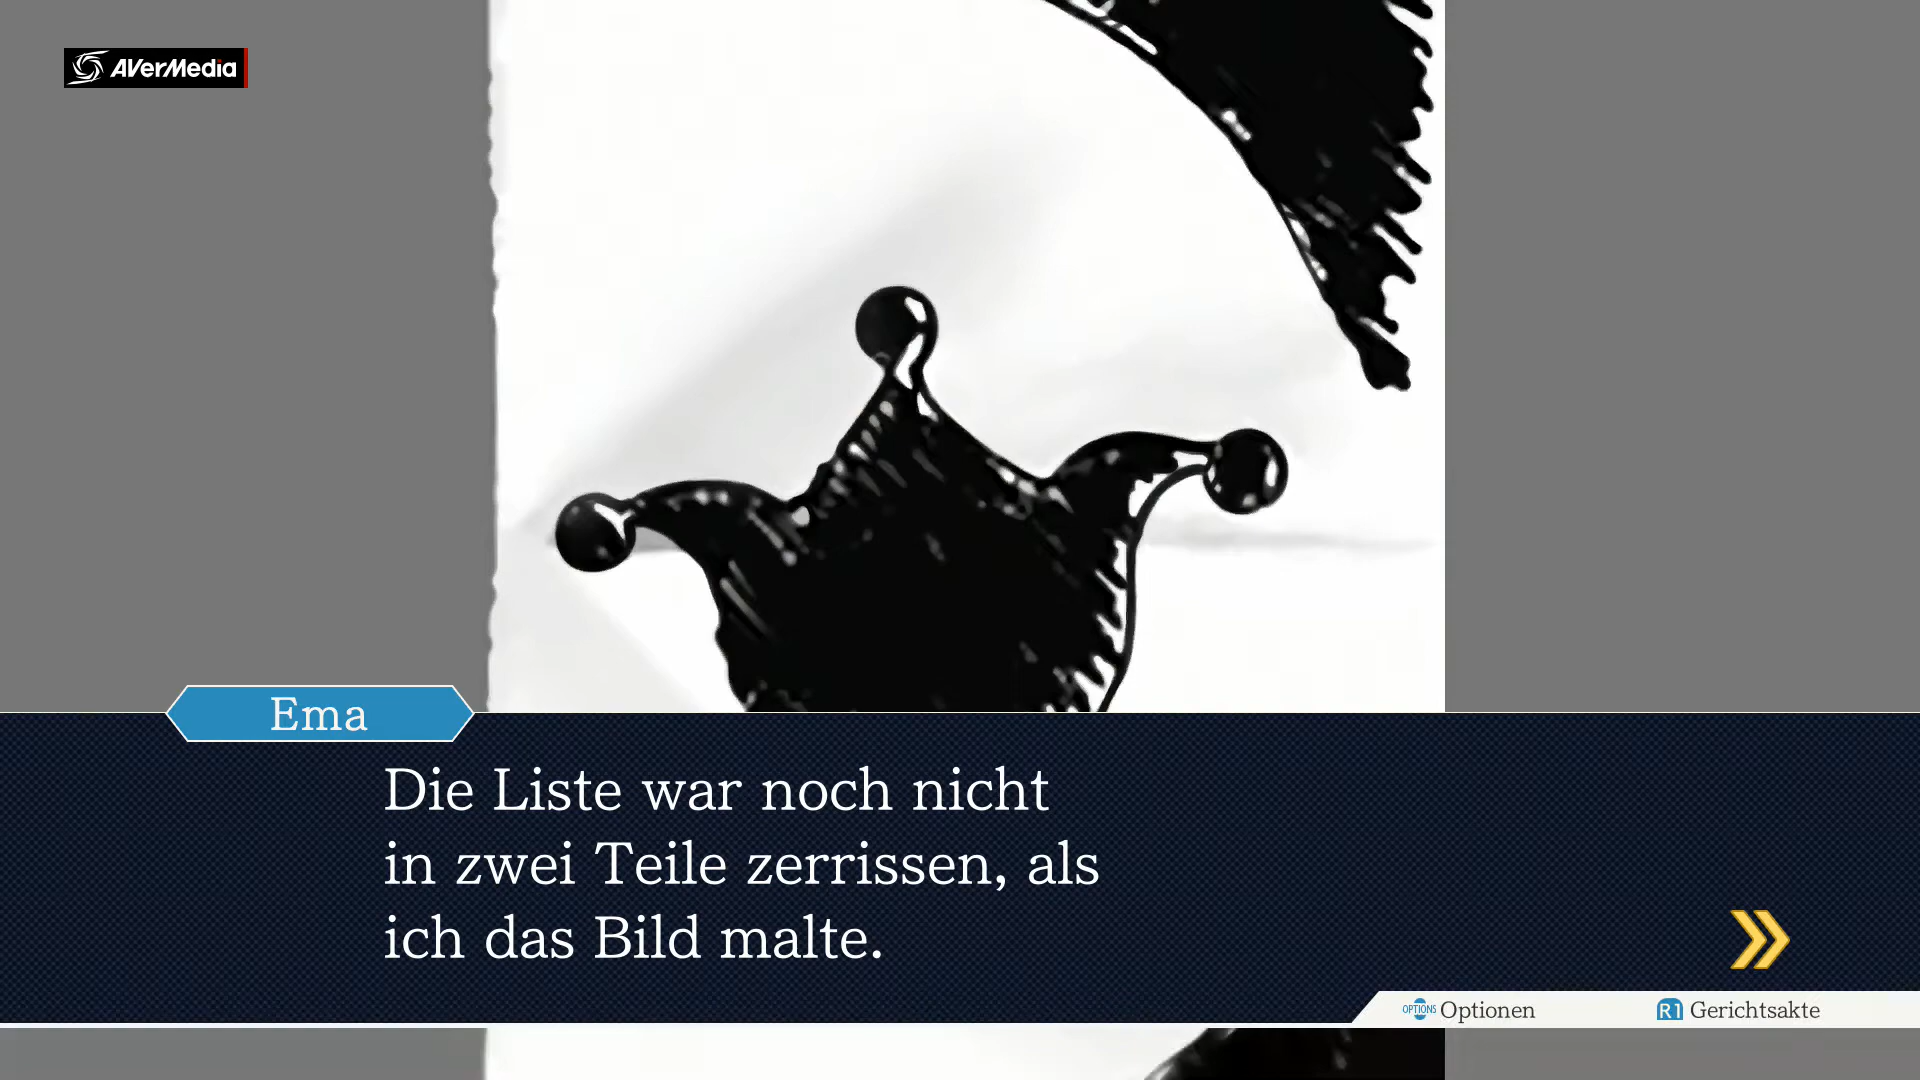 AVerMedia
Ema
Die Liste war noch nicht
in zwei Teile zerrissen, als
ich das Bild malte.
OPTIONS Optionen
R1 Gerichtsakte